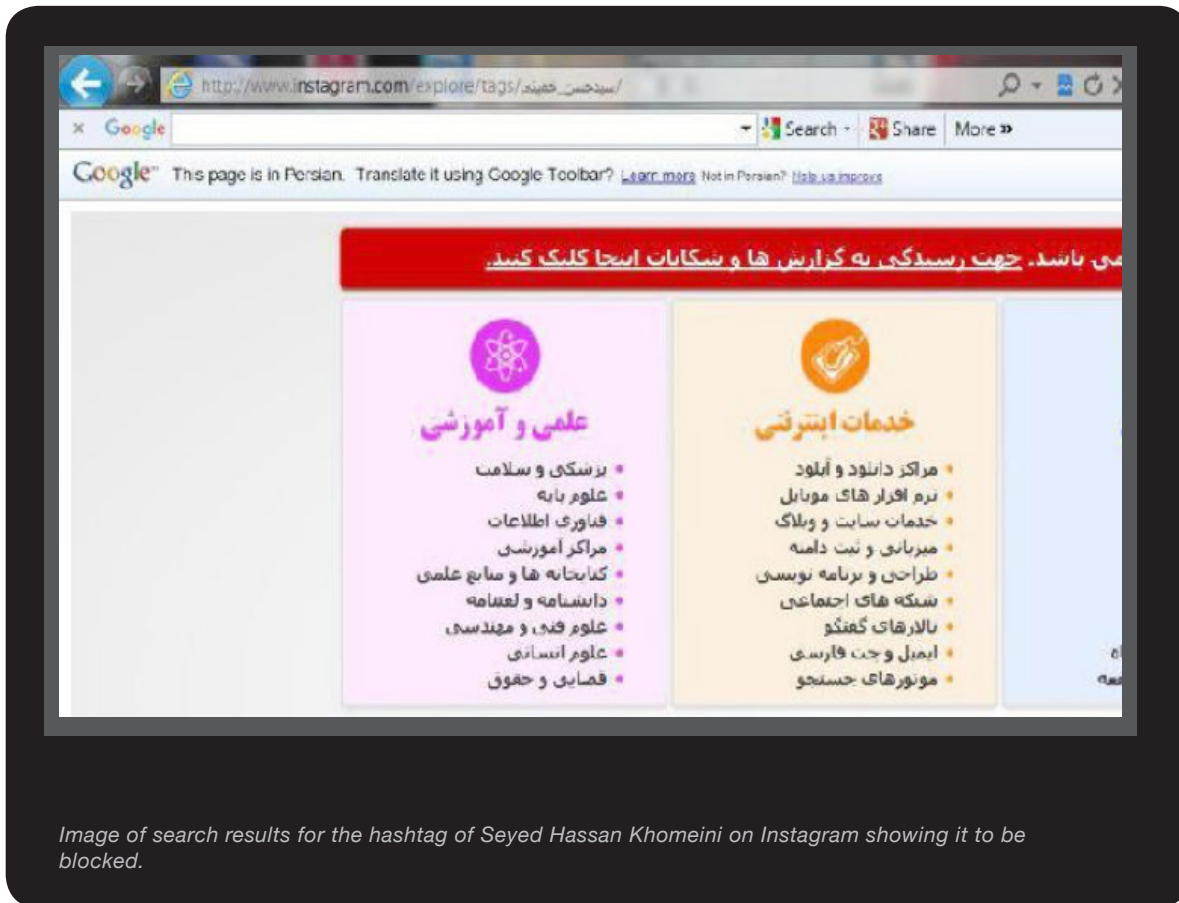 http://www.instagram.com/explore/tags/سیدحسن_خمینی/
× Google Search Share More »
Google™ This page is in Persian. Translate it using Google Toolbar? Learn more Not in Persian? Help us improve
می باشد. جهت رسیدگی به گزارش ها و شکایات اینجا کلیک کنید.
خدمات اینترنتی
مراکز دانلود و آپلود
نرم افزار های موبایل
خدمات سایت و وبلاگ
میزبانی و ثبت دامنه
طراحی و برنامه نویسی
شبکه های اجتماعی
تالارهای گفتگو
ایمیل و چت فارسی
موتورهای جستجو
علمی و آموزشی
پزشکی و سلامت
علوم پایه
فناوری اطلاعات
مراکز آموزشی
کتابخانه ها و منابع علمی
دانشنامه و لغتنامه
علوم فنی و مهندسی
علوم انسانی
قضایی و حقوق
Image of search results for the hashtag of Seyed Hassan Khomeini on Instagram showing it to be
blocked.